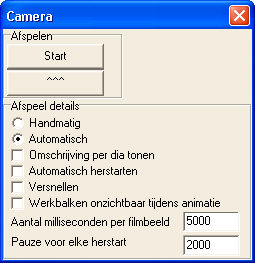 Camera
Afspelen
Start
^^^
Afspeel details
Handmatig
Automatisch
Omschrijving per dia tonen
Automatisch herstarten
Versnellen
Werkbalken onzichtbaar tijdens animatie
Aantal milliseconden per filmbeeld 5000
Pauze voor elke herstart 2000